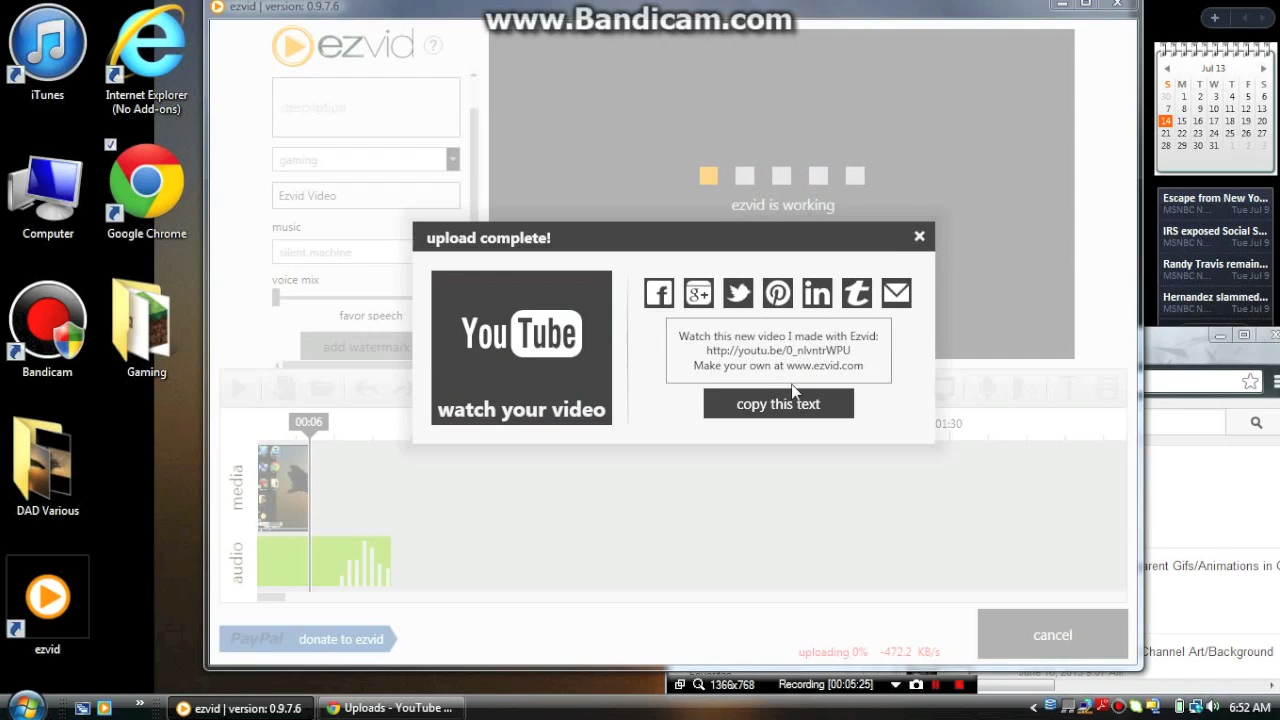 ezvid | version: 0.9.7.6
www.Bandicam.com
iTunes
Internet Explorer
(No Add-ons)
Computer
Google Chrome
Bandicam
Gaming
DAD Various
ezvid
ezvid
?
description
gaming
Ezvid Video
music
silent machine
voice mix
favor speech
add watermark
ezvid is working
upload complete!
YouTube
watch your video
Watch this new video I made with Ezvid:
http://youtu.be/0_nlvntrWPU
Make your own at www.ezvid.com
copy this text
00:06
01:30
media
audio
PayPal donate to ezvid
uploading 0% -472.2 KB/s
cancel
Jul 13
S M T W T F S
30 1 2 3 4 5 6
7 8 9 10 11 12 13
14 15 16 17 18 19 20
21 22 23 24 25 26 27
28 29 30 31 1 2 3
Escape from New Yo...
MSNBC N... Tue Jul 9
IRS exposed Social S...
MSNBC N... Tue Jul 9
Randy Travis remain...
MSNBC N... Tue Jul 9
Hernandez slammed...
arent Gifs/Animations in C
Channel Art/Background
1366x768 Recording [00:05:25]
ezvid | version: 0.9.7.6
Uploads - YouTube ...
6:52 AM